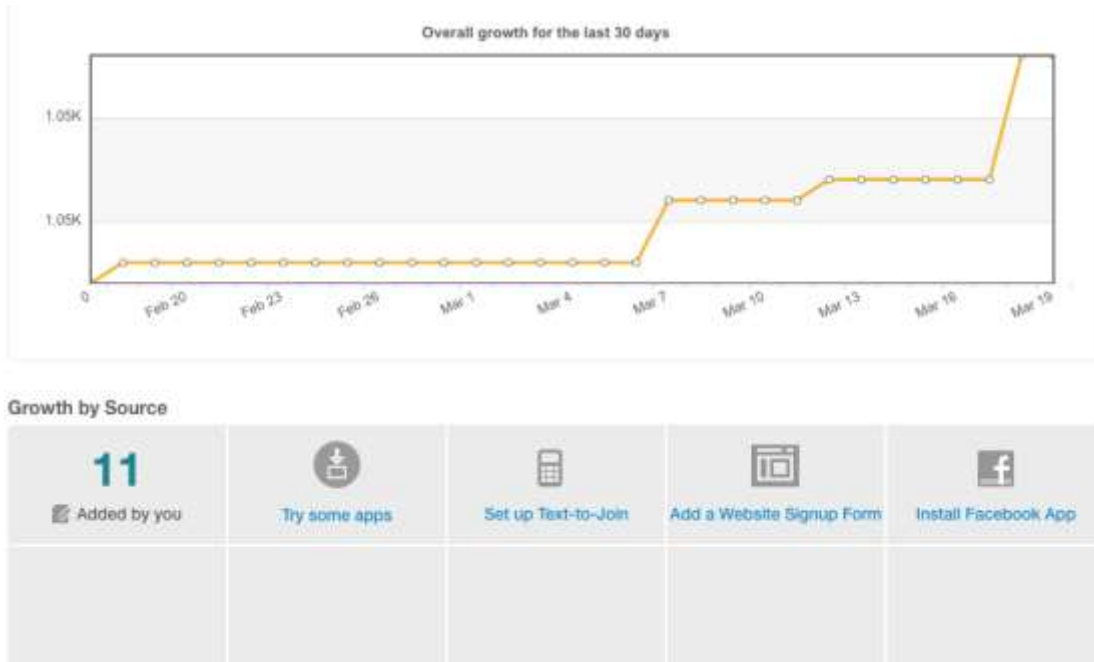 Overall growth for the last 30 days
1.05K
1.05K
0 Feb 20 Feb 23 Feb 26 Mar 1 Mar 4 Mar 7 Mar 10 Mar 13 Mar 16 Mar 19
Growth by Source
11
Added by you Try some apps Set up Text-to-Join Add a Website Signup Form Install Facebook App